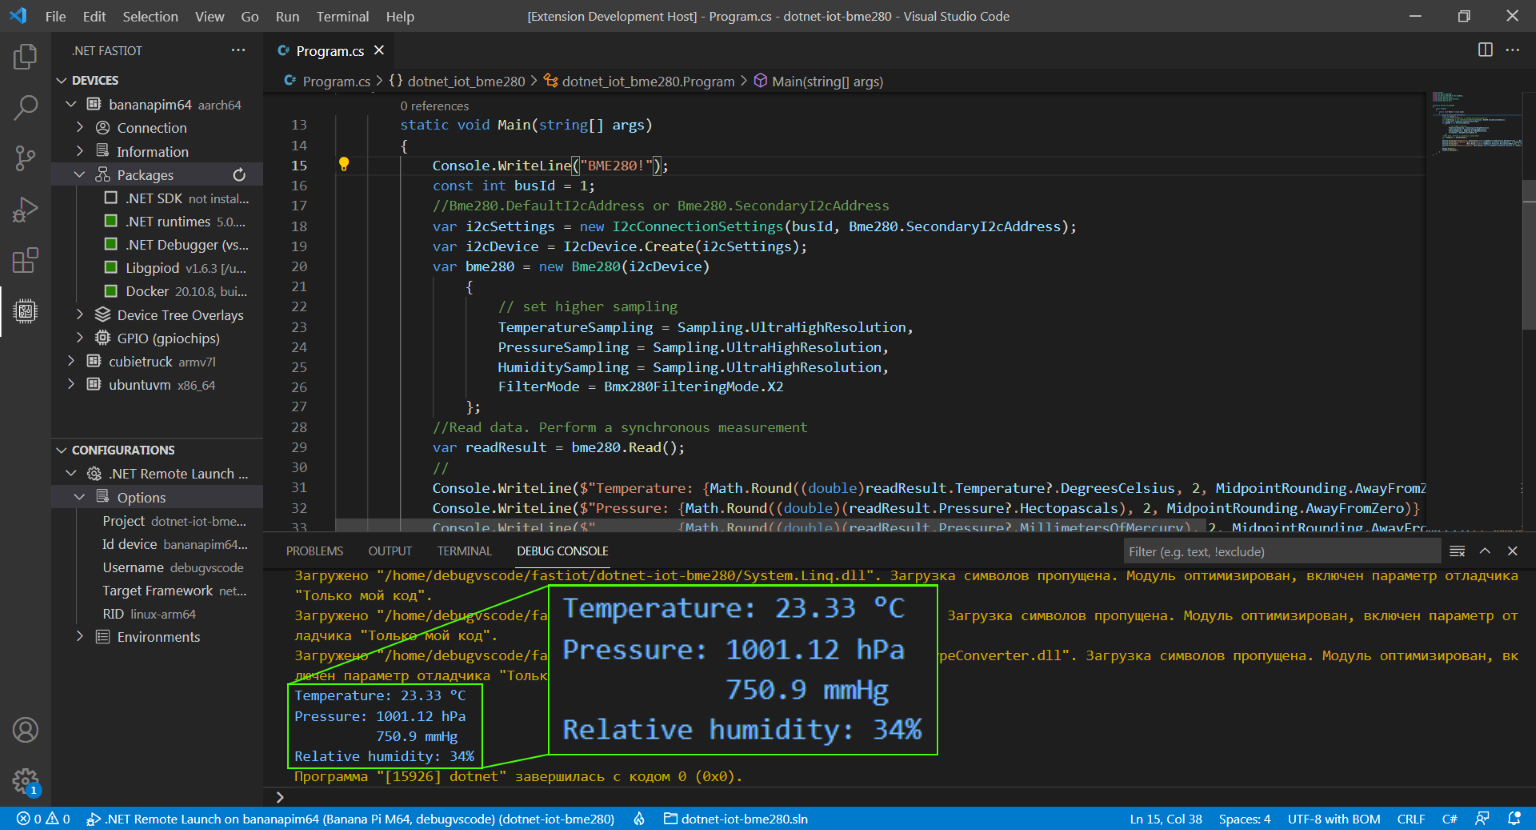 File Edit Selection View Go Run Terminal Help
[Extension Development Host] - Program.cs - dotnet-iot-bme280 - Visual Studio Code
.NET FASTIOT
DEVICES
bananapim64 aarch64
Connection
Information
Packages
.NET SDK not instal...
.NET runtimes 5.0....
.NET Debugger (vs...
Libgpiod v1.6.3 [/u...
Docker 20.10.8, bui...
Device Tree Overlays
GPIO (gpiochips)
cubietruck armv7l
ubuntuvm x86_64
CONFIGURATIONS
.NET Remote Launch ...
Options
Project dotnet-iot-bme...
Id device bananapim64...
Username debugvscode
Target Framework net...
RID linux-arm64
Environments
1
Program.cs
Program.cs > {} dotnet_iot_bme280 > dotnet_iot_bme280.Program > Main(string[] args)
0 references
13 static void Main(string[] args)
14 {
15 Console.WriteLine("BME280!");
16 const int busId = 1;
17 //Bme280.DefaultI2cAddress or Bme280.SecondaryI2cAddress
18 var i2cSettings = new I2cConnectionSettings(busId, Bme280.SecondaryI2cAddress);
19 var i2cDevice = I2cDevice.Create(i2cSettings);
20 var bme280 = new Bme280(i2cDevice)
21 {
22 // set higher sampling
23 TemperatureSampling = Sampling.UltraHighResolution,
24 PressureSampling = Sampling.UltraHighResolution,
25 HumiditySampling = Sampling.UltraHighResolution,
26 FilterMode = Bmx280FilteringMode.X2
27 };
28 //Read data. Perform a synchronous measurement
29 var readResult = bme280.Read();
30 //
31 Console.WriteLine($"Temperature: {Math.Round((double)readResult.Temperature?.DegreesCelsius, 2, MidpointRounding.AwayFromZ
32 Console.WriteLine($"Pressure: {Math.Round((double)(readResult.Pressure?.Hectopascals), 2, MidpointRounding.AwayFromZero)}
33 Console.WriteLine($" {Math.Round((double)(readResult.Pressure?.MillimetersOfMercury), 2, MidpointRounding.AwayFromZero
PROBLEMS OUTPUT TERMINAL DEBUG CONSOLE
Filter (e.g. text, !exclude)
Загружено "/home/debugvscode/fastiot/dotnet-iot-bme280/System.Linq.dll". Загрузка символов пропущена. Модуль оптимизирован, включен параметр отладчика
"Только мой код".
Загружено "/home/debugvscode/fa Загрузка символов пропущена. Модуль оптимизирован, включен параметр от
ладчика "Только мой код".
Загружено "/home/debugvscode/fas peConverter.dll". Загрузка символов пропущена. Модуль оптимизирован, вк
лючен параметр отладчика "Тольк
Temperature: 23.33 °C
Pressure: 1001.12 hPa
750.9 mmHg
Relative humidity: 34%
Temperature: 23.33 °C
Pressure: 1001.12 hPa
750.9 mmHg
Relative humidity: 34%
Программа "[15926] dotnet" завершилась с кодом 0 (0x0).
>
0 0 .NET Remote Launch on bananapim64 (Banana Pi M64, debugvscode) (dotnet-iot-bme280) dotnet-iot-bme280.sln
Ln 15, Col 38 Spaces: 4 UTF-8 with BOM CRLF C#